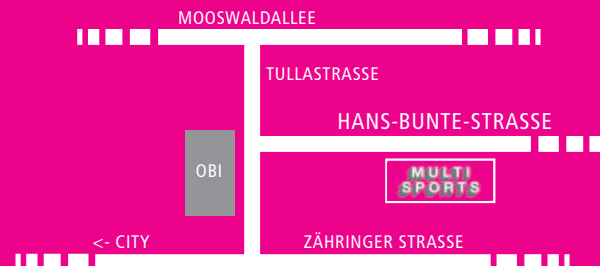 MOOSWALDALLEE
TULLASTRASSE
HANS-BUNTE-STRASSE
OBI
MULTI
SPORTS
<- CITY
ZÄHRINGER STRASSE